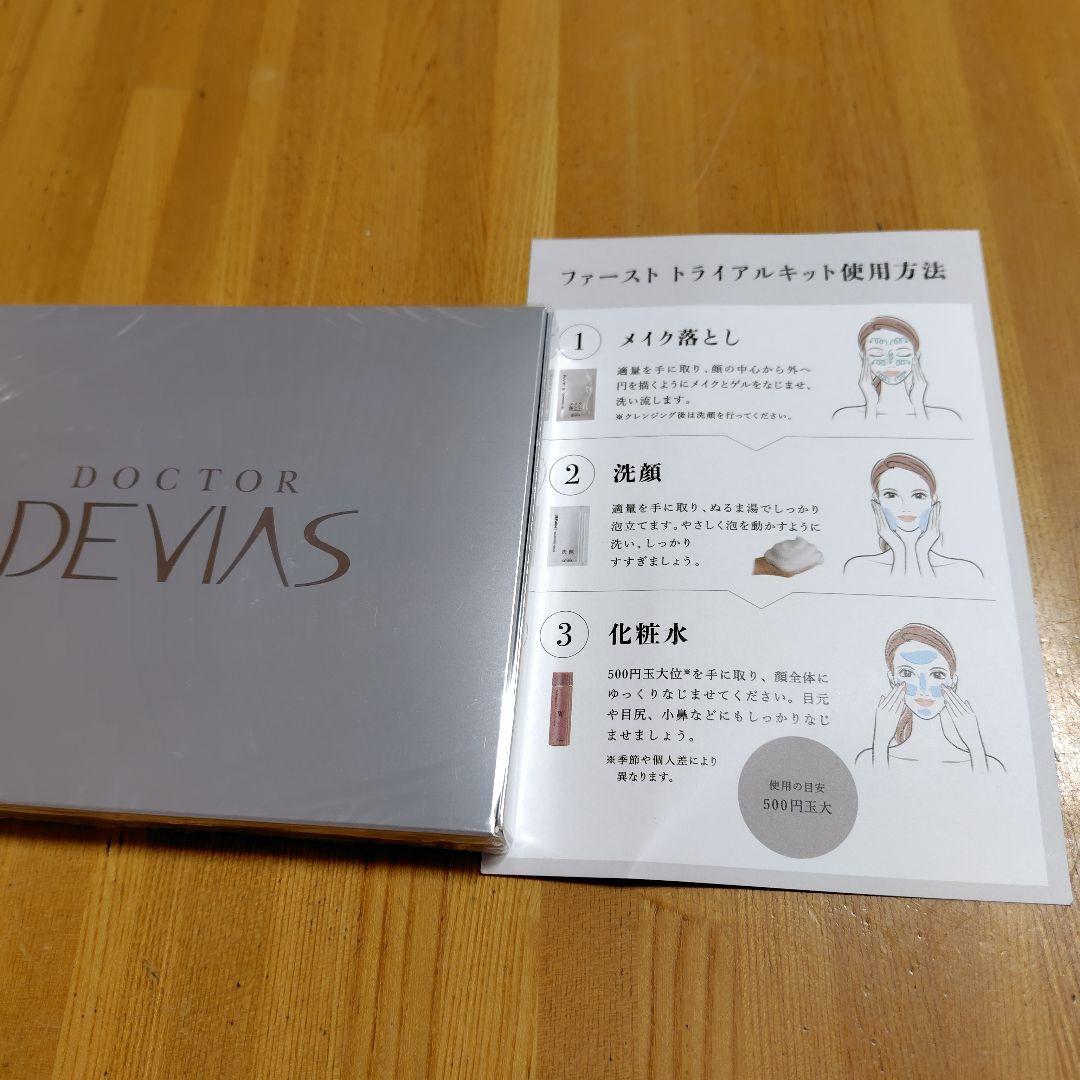 DOCTOR
DEVIAS
ファースト トライアルキット使用方法
1 メイク落とし
適量を手に取り、顔の中心から外へ
円を描くようにメイクとゲルをなじませ、
洗い流します。
※クレンジング後は洗顔を行ってください。
2 洗顔
適量を手に取り、ぬるま湯でしっかり
泡立てます。やさしく泡を動かすように
洗い、しっかり
すすぎましょう。
洗顔
3 化粧水
500円玉大位※を手に取り、顔全体に
ゆっくりなじませてください。目元
や目尻、小鼻などにもしっかりなじ
ませましょう。
※季節や個人差により
異なります。
W
使用の目安
500円玉大